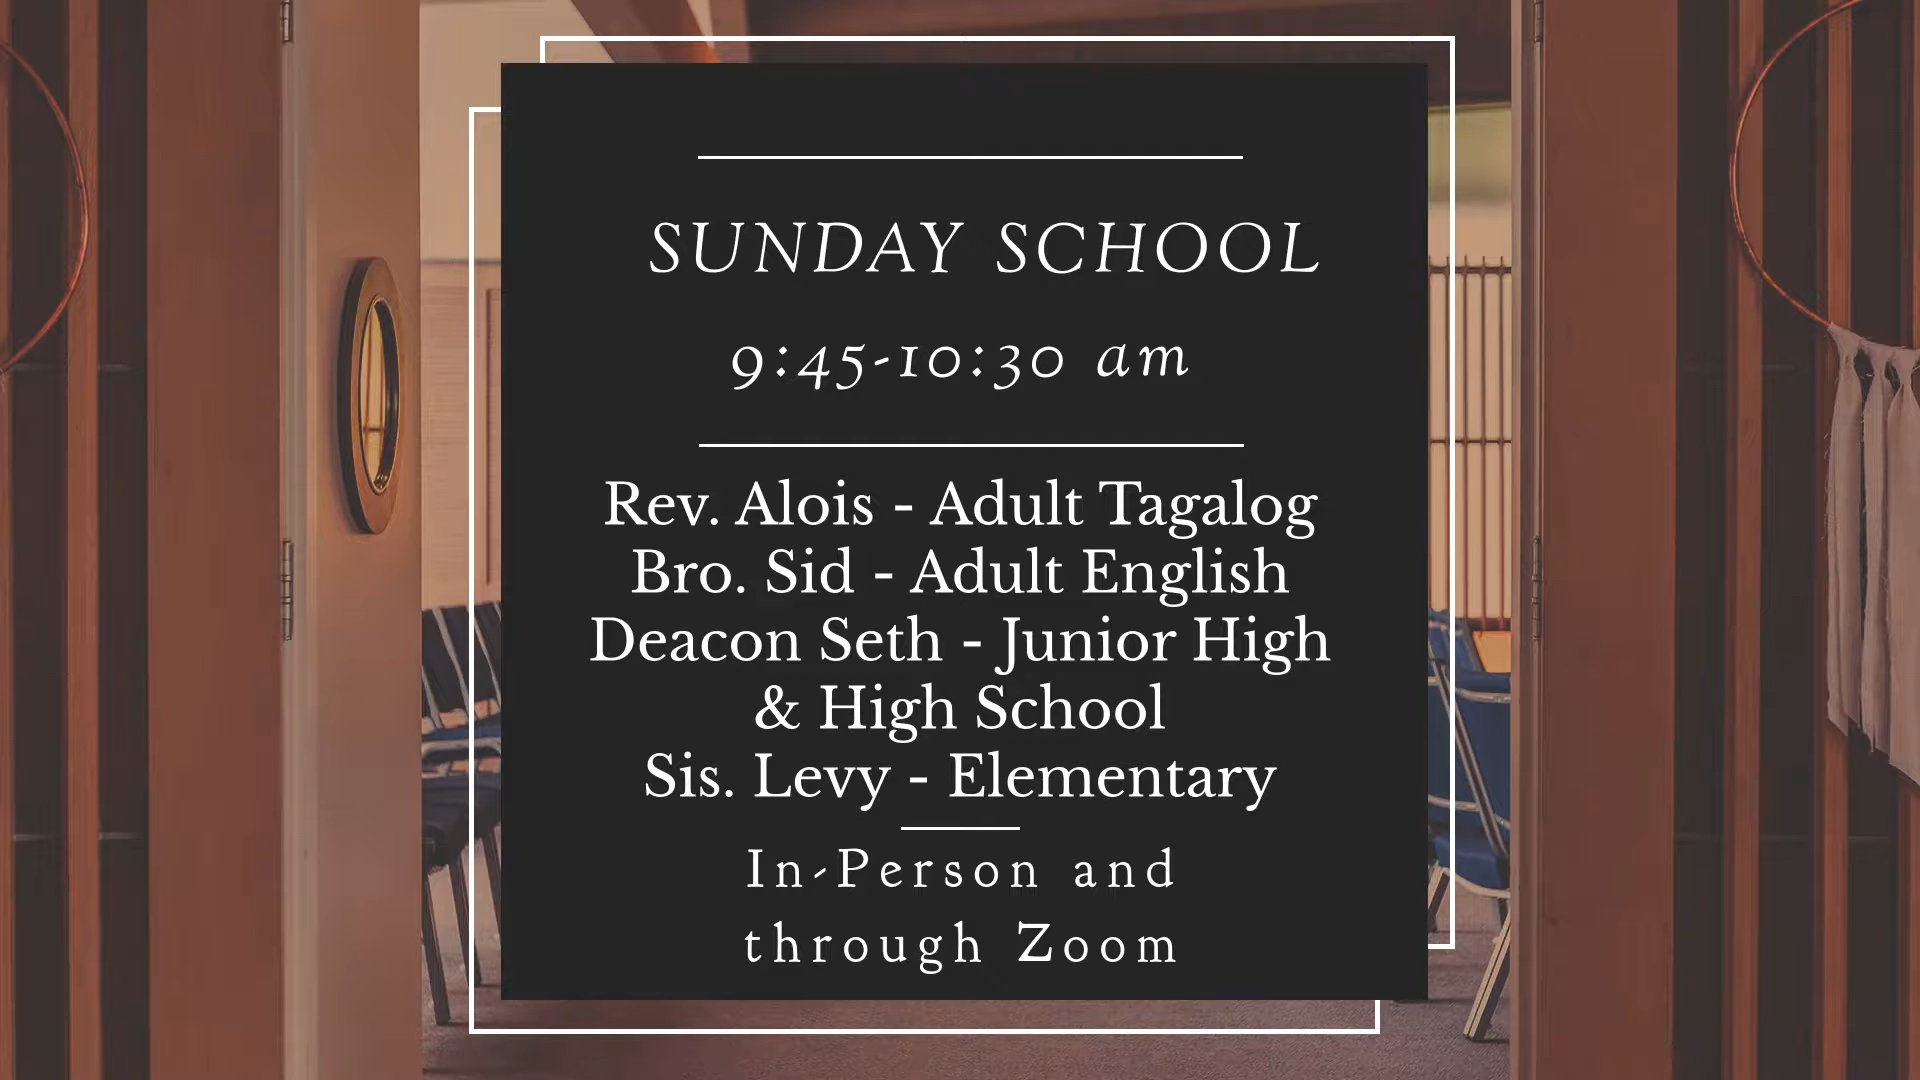 SUNDAY SCHOOL
9:45-10:30 am
Rev. Alois - Adult Tagalog
Bro. Sid - Adult English
Deacon Seth - Junior High
& High School
Sis. Levy - Elementary
In-Person and
through Zoom